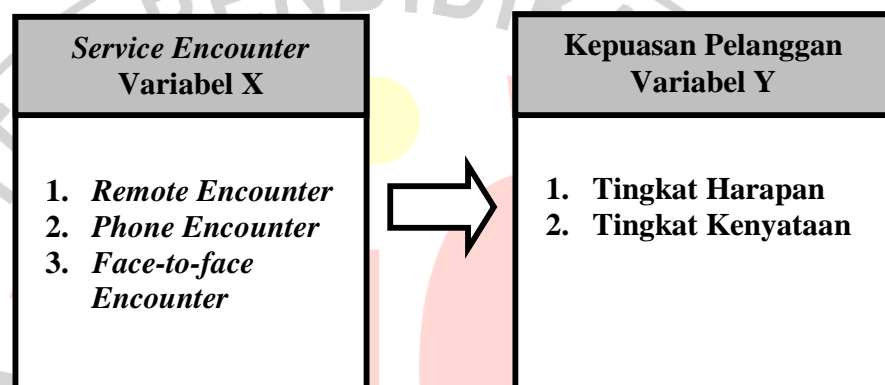 Service Encounter
Variabel X
1. Remote Encounter
2. Phone Encounter
3. Face-to-face
Encounter
Kepuasan Pelanggan
Variabel Y
1. Tingkat Harapan
2. Tingkat Kenyataan